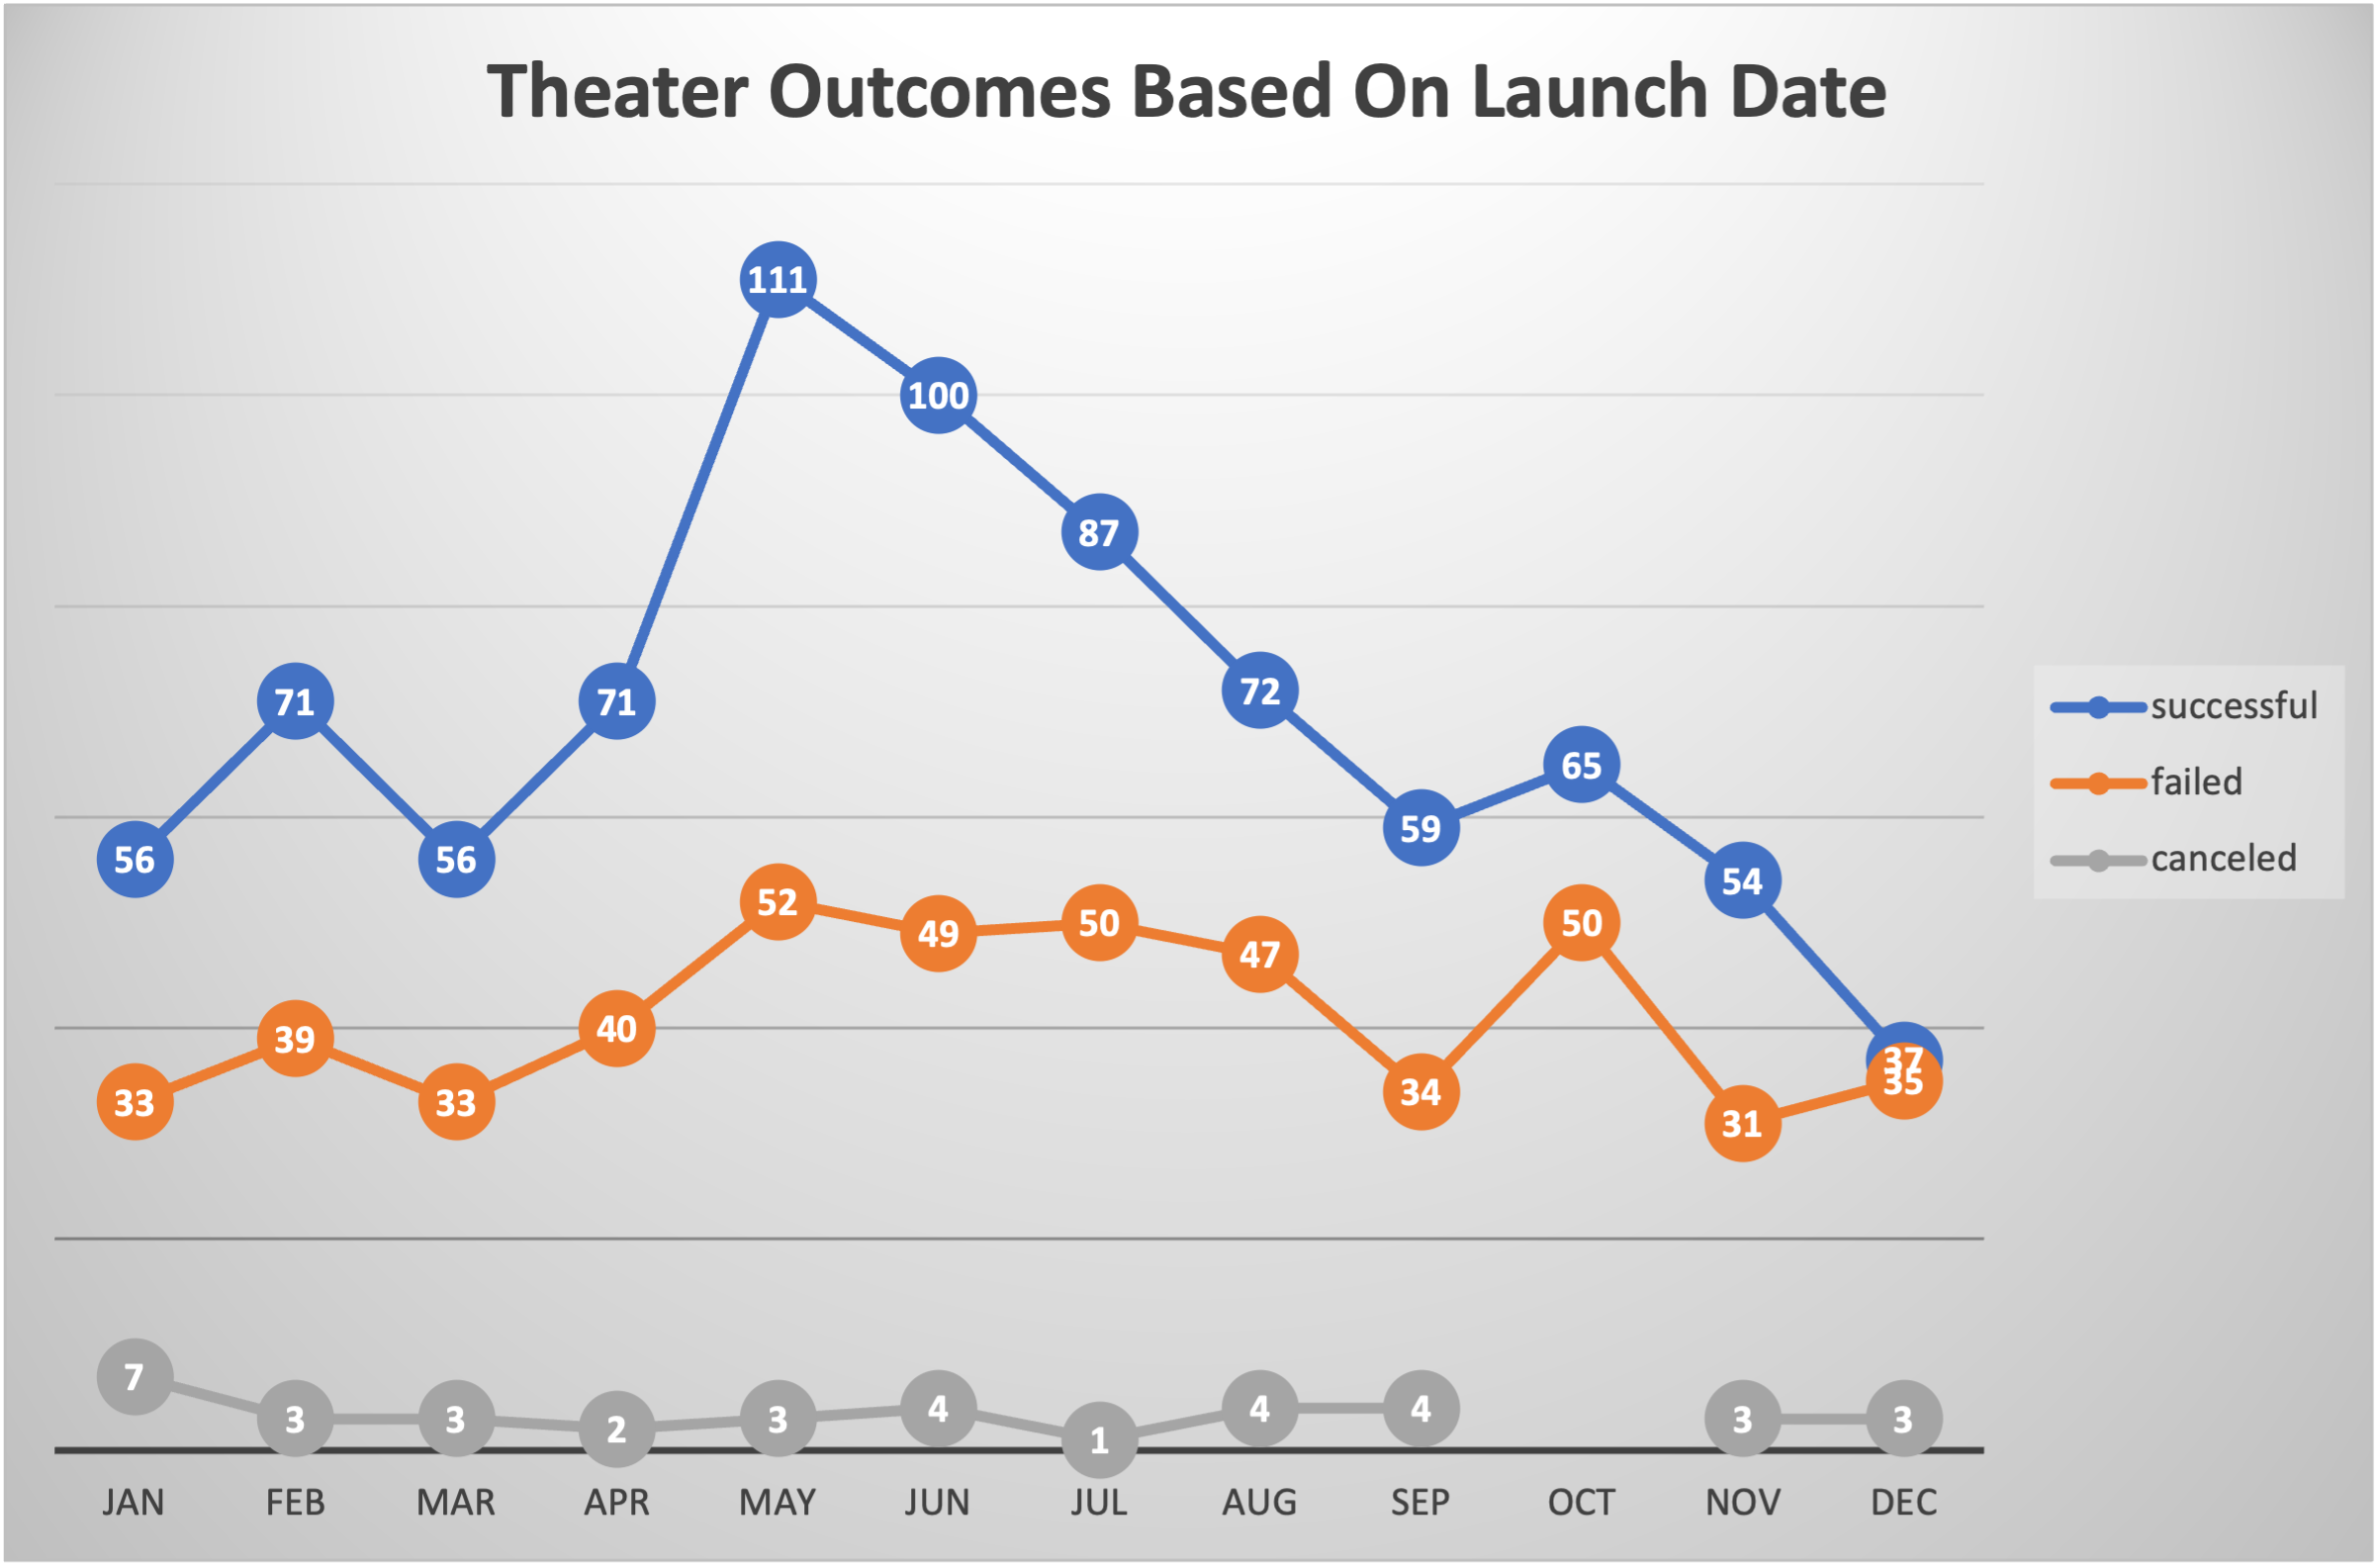 Theater Outcomes Based On Launch Date
111
100
87
71 71 72
65
56 56 59
54
52 49 50 47 50
39 40 37
33 33 34 31 35
7 3 3 2 3 4 1 4 4 3 3
JAN FEB MAR APR MAY JUN JUL AUG SEP OCT NOV DEC
successful
failed
canceled